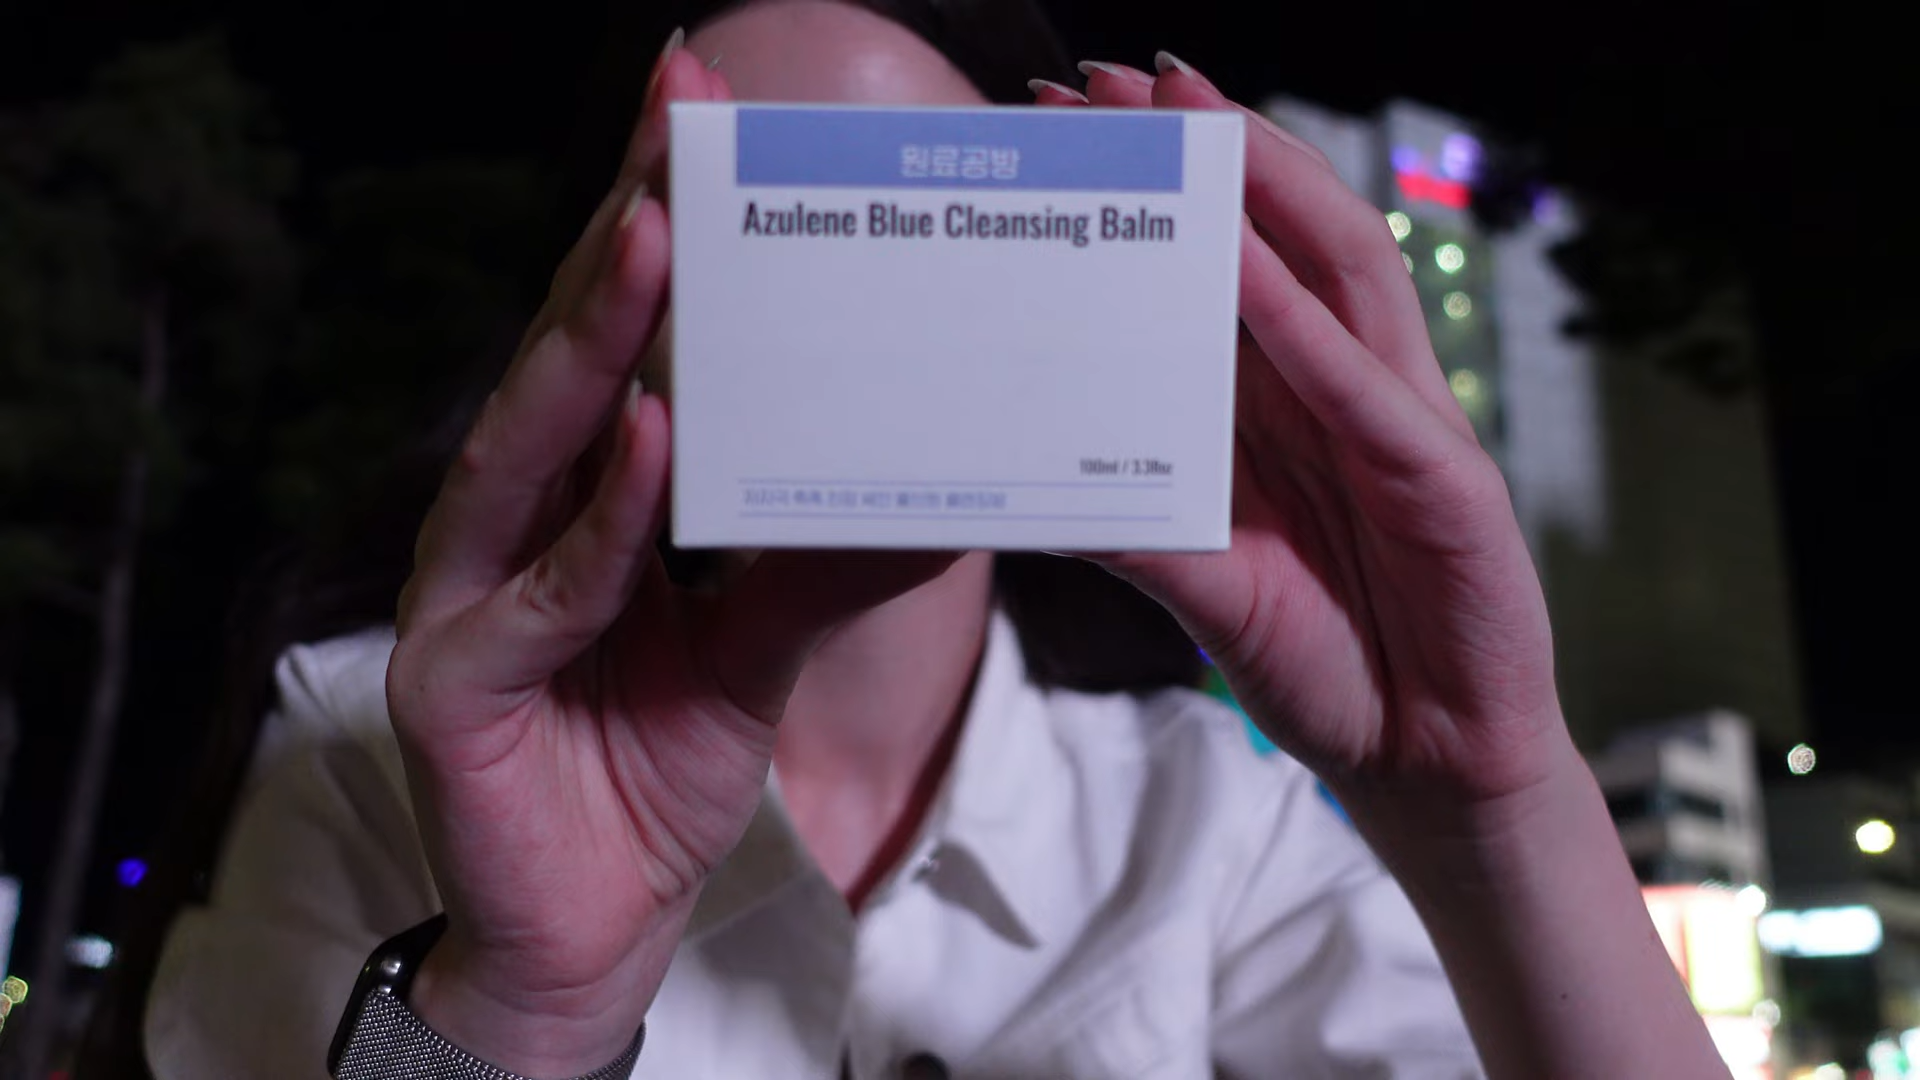 원료공방
Azulene Blue Cleansing Balm
100ml / 3.38oz